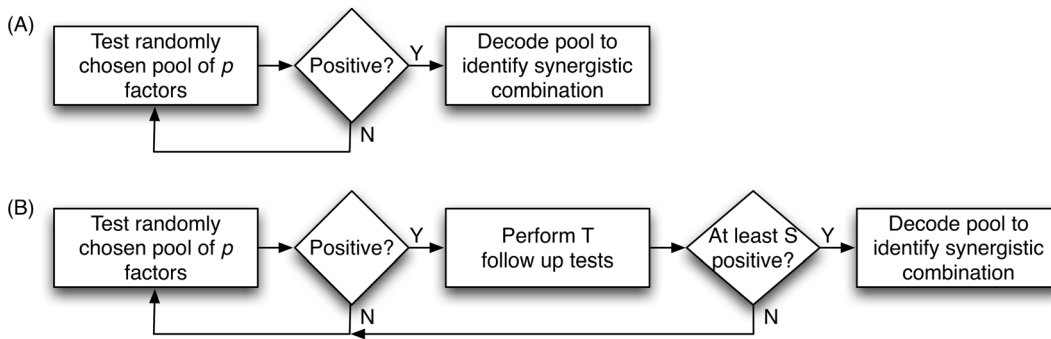 (A)
Test randomly
chosen pool of p
factors
Positive?
Y
N
Decode pool to
identify synergistic
combination
(B)
Test randomly
chosen pool of p
factors
Positive?
Y
N
Perform T
follow up tests
At least S
positive?
Y
N
Decode pool to
identify synergistic
combination